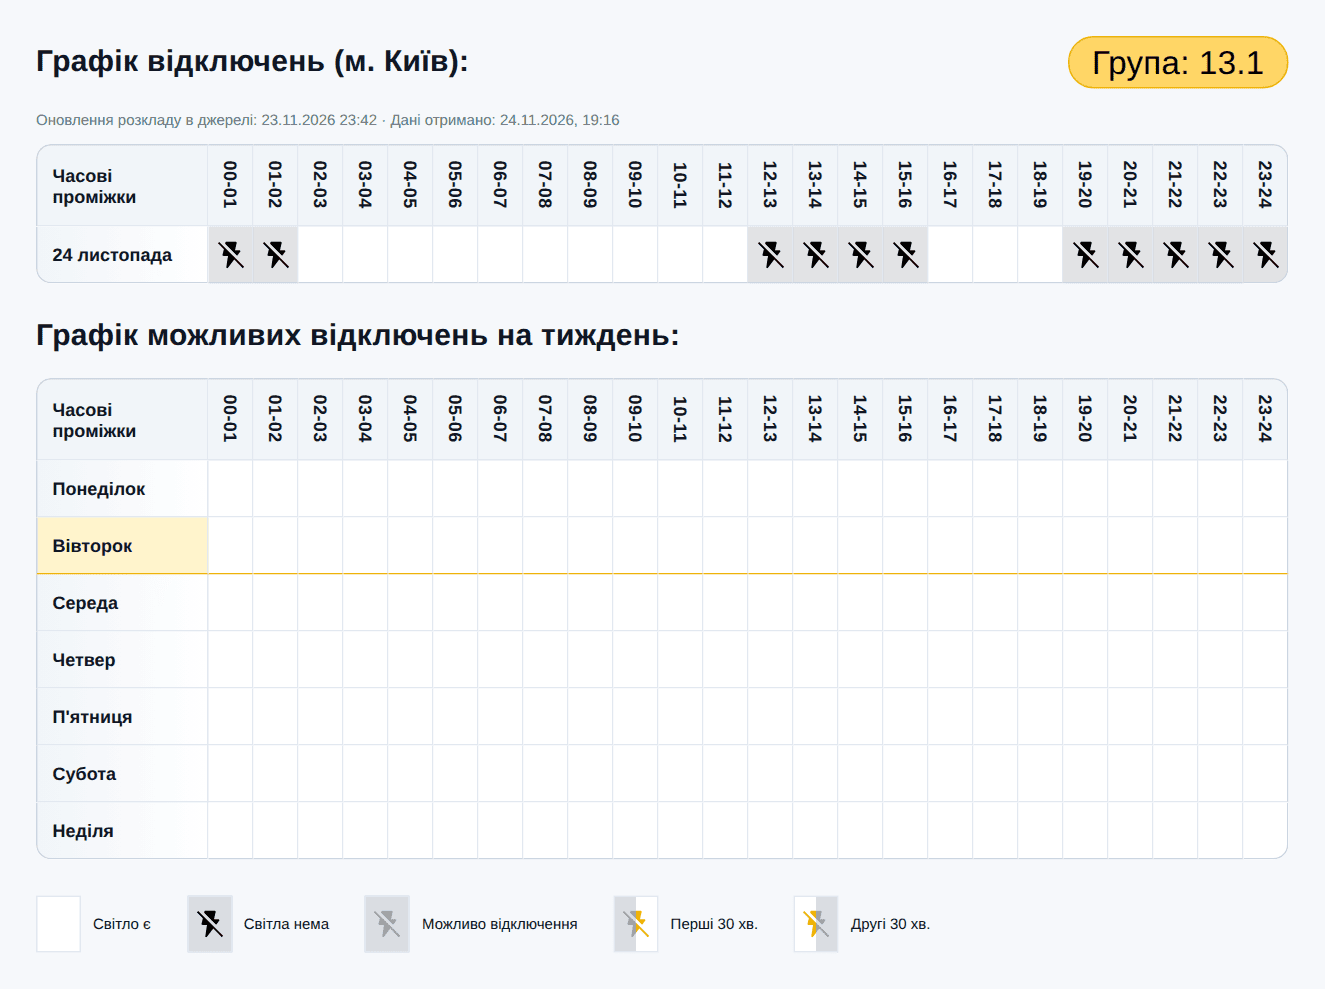 Графік відключень (м. Київ):
Група: 13.1
Оновлення розкладу в джерелі: 23.11.2026 23:42 · Дані отримано: 24.11.2026, 19:16
Часові проміжки 00-01 01-02 02-03 03-04 04-05 05-06 06-07 07-08 08-09 09-10 10-11 11-12 12-13 13-14 14-15 15-16 16-17 17-18 18-19 19-20 20-21 21-22 22-23 23-24
24 листопада
Графік можливих відключень на тиждень:
Часові проміжки 00-01 01-02 02-03 03-04 04-05 05-06 06-07 07-08 08-09 09-10 10-11 11-12 12-13 13-14 14-15 15-16 16-17 17-18 18-19 19-20 20-21 21-22 22-23 23-24
Понеділок
Вівторок
Середа
Четвер
П'ятниця
Субота
Неділя
Світло є Світла нема Можливо відключення Перші 30 хв. Другі 30 хв.